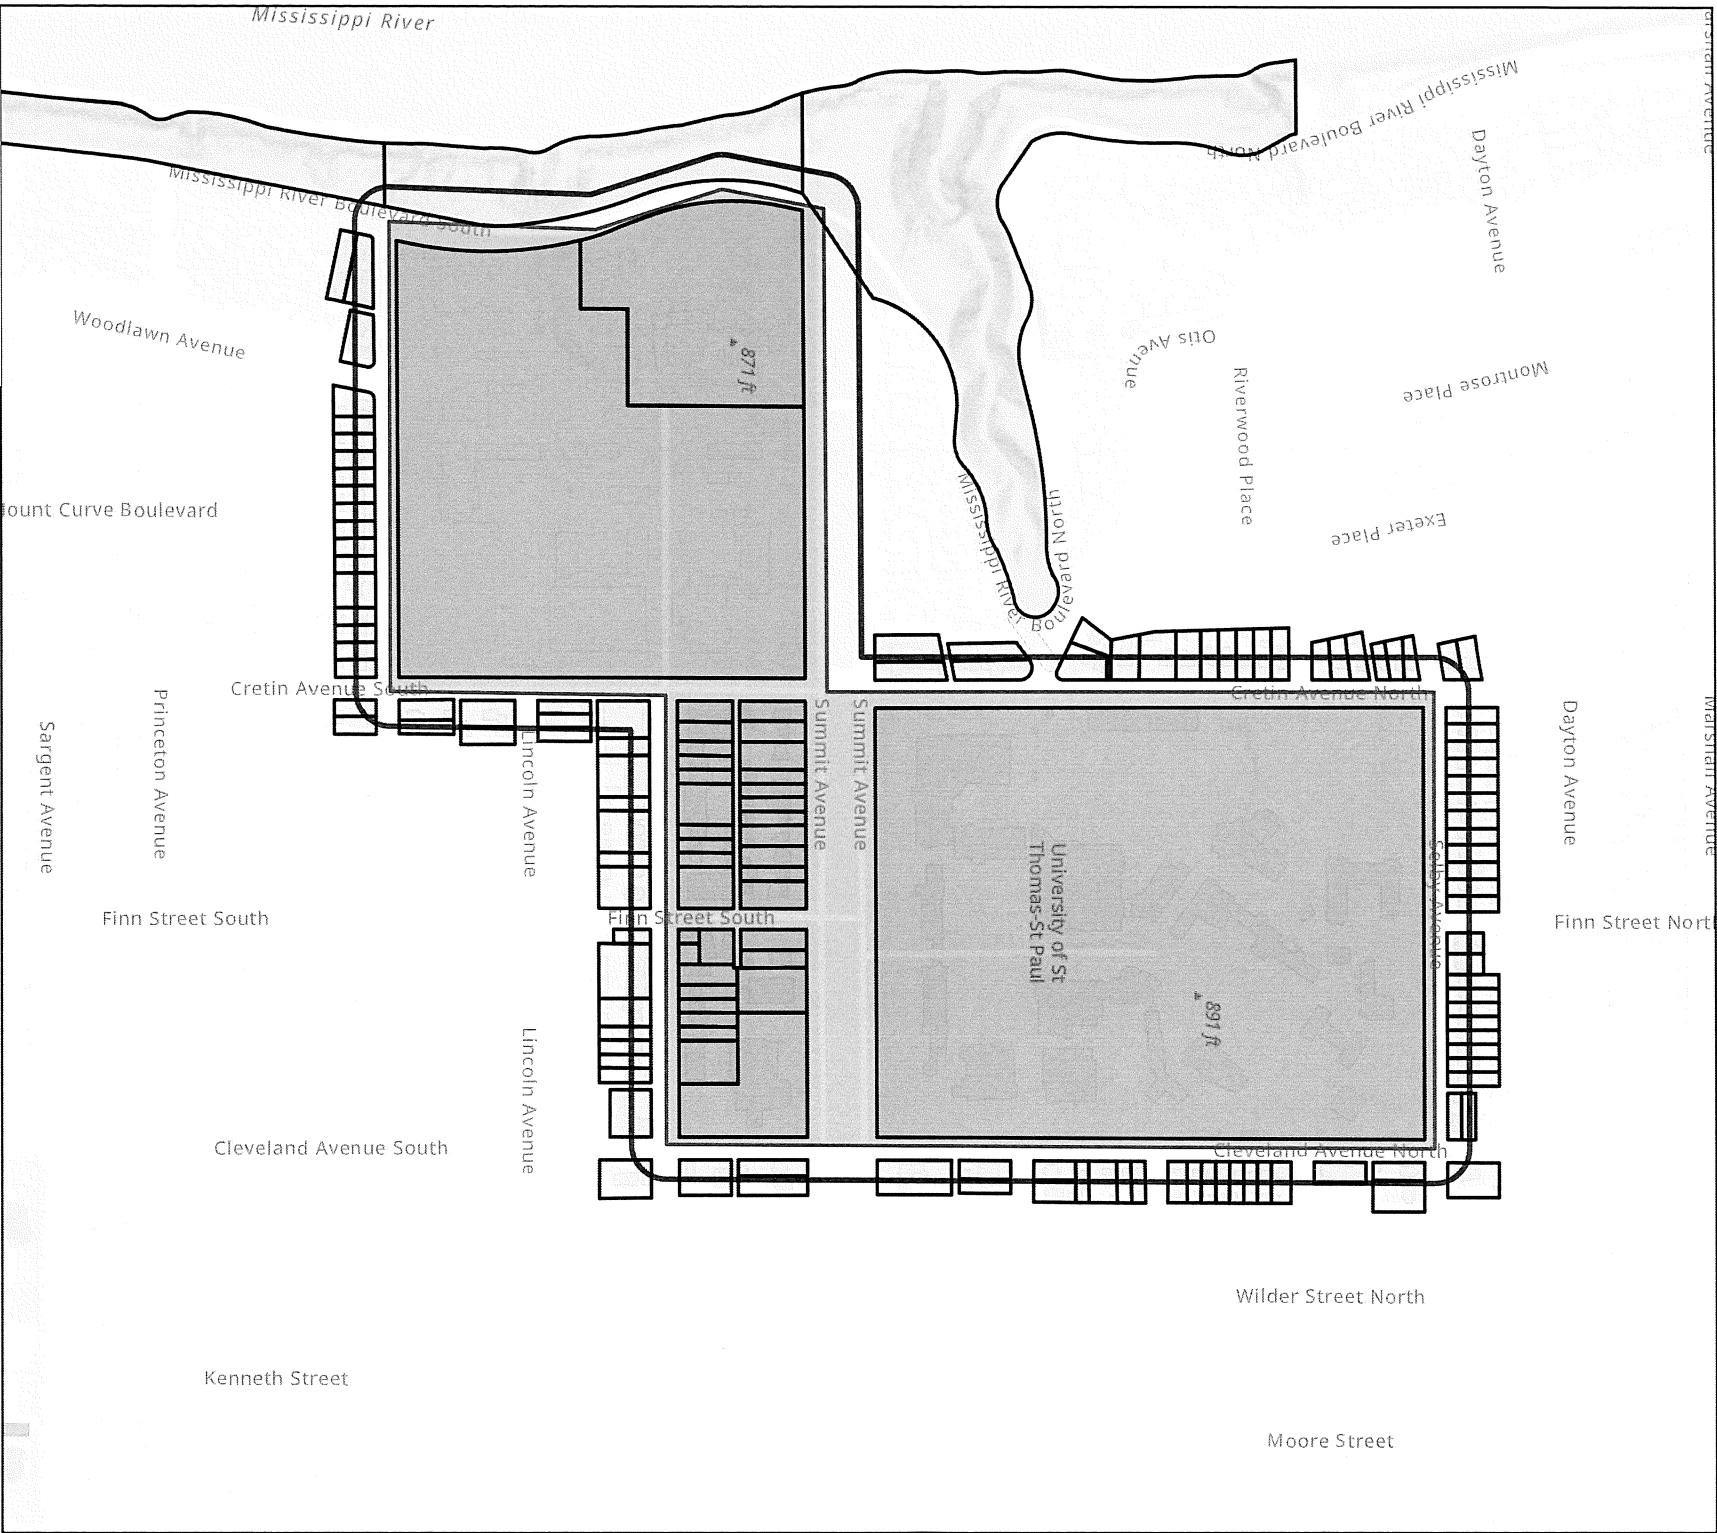 Mississippi River
Mississippi River Boulevard North
Dayton Avenue
Mississippi River Boulevard South
Woodlawn Avenue
871 ft
Otis Avenue
Riverwood Place
Montrose Place
Mississippi River Boulevard North
Exeter Place
ount Curve Boulevard
Cretin Avenue South
Cretin Avenue North
Princeton Avenue
Sargent Avenue
Lincoln Avenue
Summit Avenue
Summit Avenue
Dayton Avenue
Marshall Avenue
Selby Avenue
University of St
Thomas-St Paul
Finn Street South
Finn Street South
Finn Street North
891 ft
Lincoln Avenue
Cleveland Avenue South
Cleveland Avenue North
Wilder Street North
Kenneth Street
Moore Street